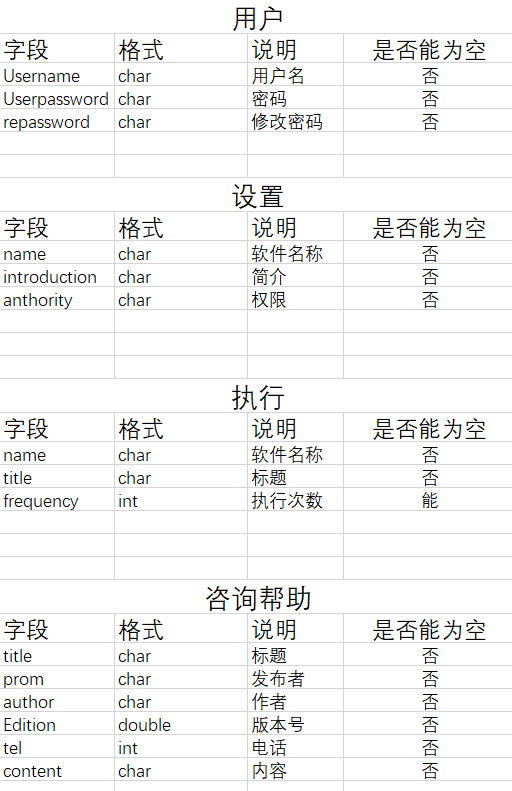 用户
字段 格式 说明 是否能为空
Username char 用户名 否
Userpassword char 密码 否
repassword char 修改密码 否
设置
字段 格式 说明 是否能为空
name char 软件名称 否
introduction char 简介 否
anthority char 权限 否
执行
字段 格式 说明 是否能为空
name char 软件名称 否
title char 标题 否
frequency int 执行次数 能
咨询帮助
字段 格式 说明 是否能为空
title char 标题 否
prom char 发布者 否
author char 作者 否
Edition double 版本号 否
tel int 电话 否
content char 内容 否